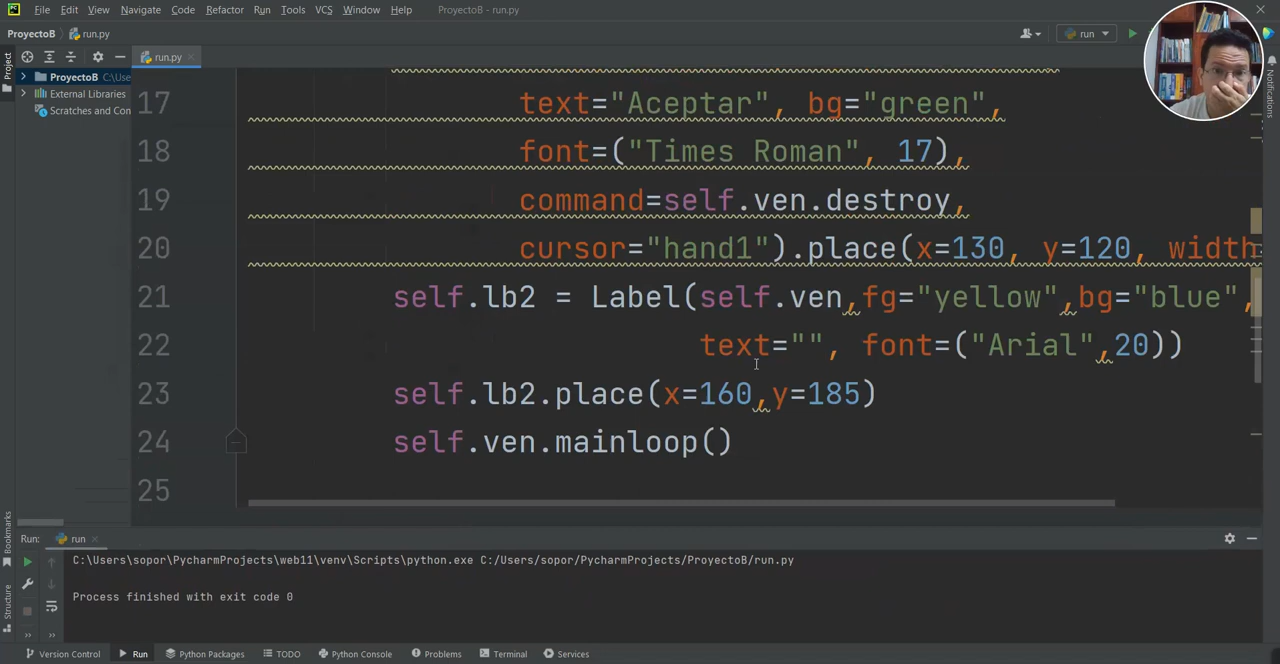 File Edit View Navigate Code Refactor Run Tools VCS Window Help ProyectoB - run.py
ProyectoB run.py run
Project run.py
ProyectoB C:\Use
External Libraries
Scratches and Con
Notifications
17 text="Aceptar", bg="green",
18 font=("Times Roman", 17),
19 command=self.ven.destroy,
20 cursor="hand1").place(x=130, y=120, width=
21 self.lb2 = Label(self.ven,fg="yellow",bg="blue",
22 text="", font=("Arial",20))
23 self.lb2.place(x=160,y=185)
24 self.ven.mainloop()
25
Bookmarks
Structure
Run: run
C:\Users\sopor\PycharmProjects\web11\venv\Scripts\python.exe C:/Users/sopor/PycharmProjects/ProyectoB/run.py
Process finished with exit code 0
Version Control Run Python Packages TODO Python Console Problems Terminal Services